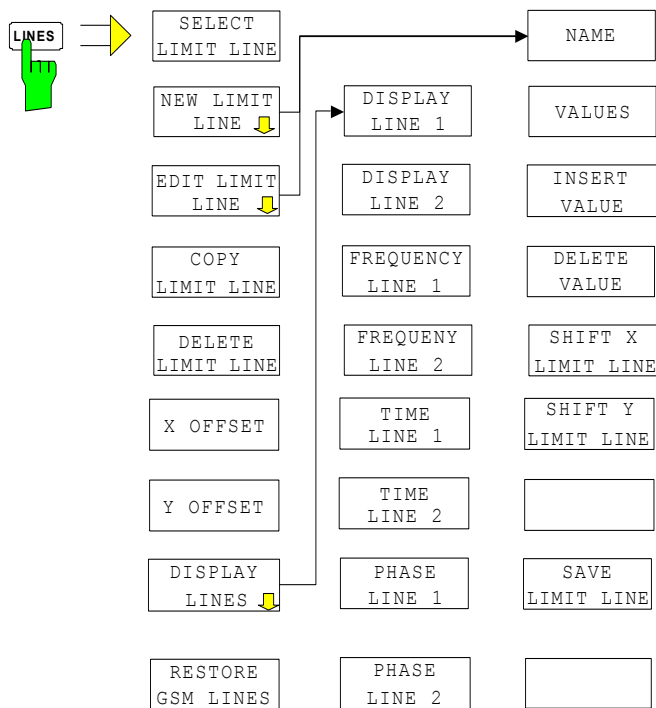 LINES
SELECT
LIMIT LINE
NEW LIMIT
LINE
EDIT LIMIT
LINE
COPY
LIMIT LINE
DELETE
LIMIT LINE
X OFFSET
Y OFFSET
DISPLAY
LINES
RESTORE
GSM LINES
DISPLAY
LINE 1
DISPLAY
LINE 2
FREQUENCY
LINE 1
FREQUENY
LINE 2
TIME
LINE 1
TIME
LINE 2
PHASE
LINE 1
PHASE
LINE 2
NAME
VALUES
INSERT
VALUE
DELETE
VALUE
SHIFT X
LIMIT LINE
SHIFT Y
LIMIT LINE
SAVE
LIMIT LINE